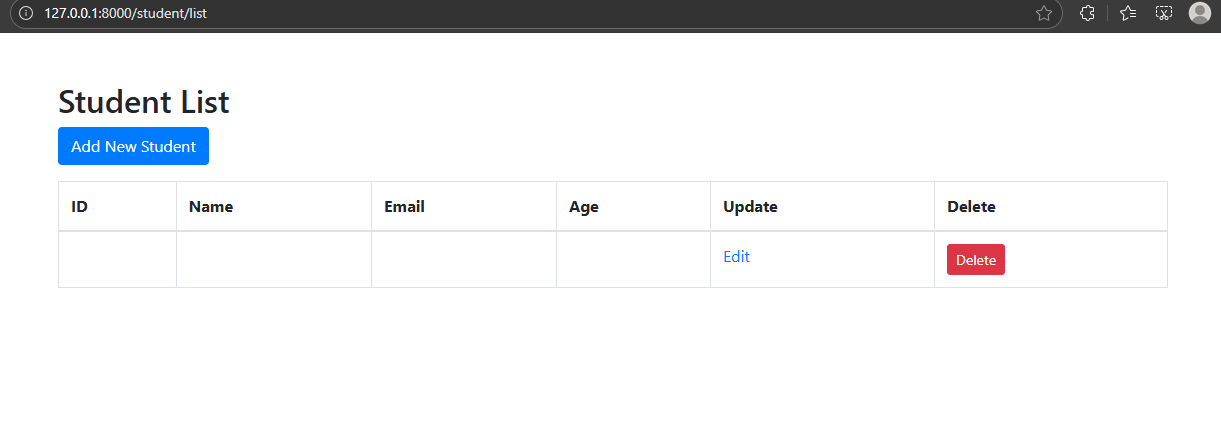 127.0.0.1:8000/student/list
Student List
Add New Student
ID Name Email Age Update Delete
Edit Delete